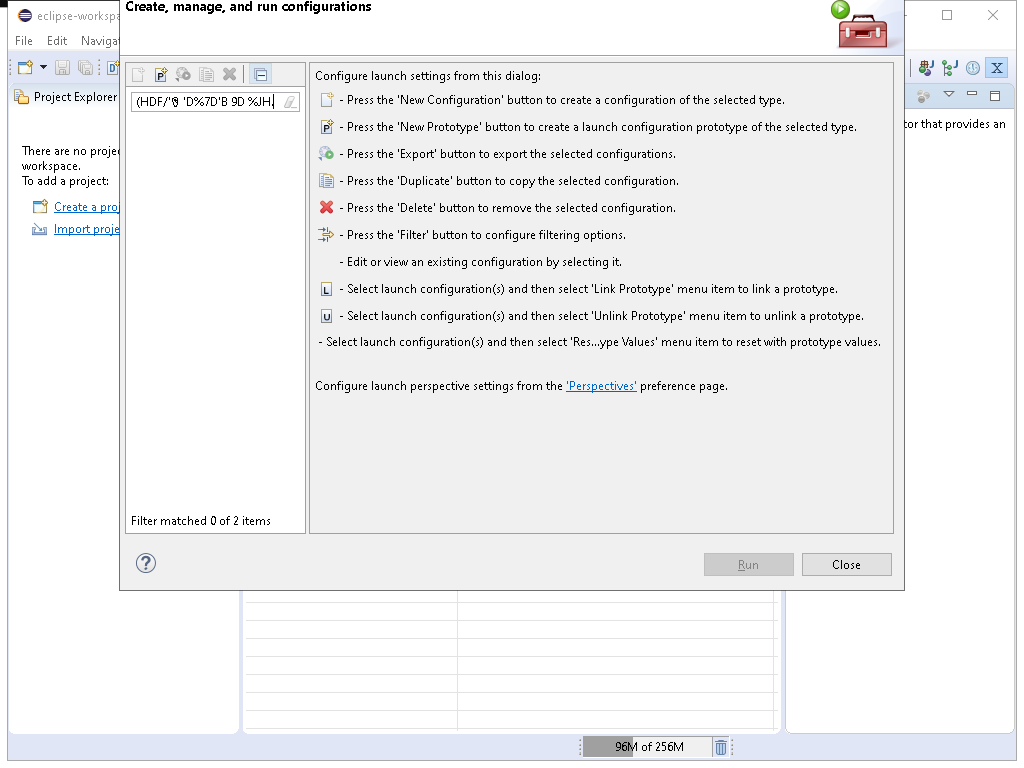 Create, manage, and run configurations
eclipse-workspa
File Edit Naviga
Project Explorer
There are no projec
workspace.
To add a project:
Create a proj
Import proje
Configure launch settings from this dialog:
- Press the 'New Configuration' button to create a configuration of the selected type.
- Press the 'New Prototype' button to create a launch configuration prototype of the selected type.
- Press the 'Export' button to export the selected configurations.
- Press the 'Duplicate' button to copy the selected configuration.
- Press the 'Delete' button to remove the selected configuration.
- Press the 'Filter' button to configure filtering options.
- Edit or view an existing configuration by selecting it.
- Select launch configuration(s) and then select 'Link Prototype' menu item to link a prototype.
- Select launch configuration(s) and then select 'Unlink Prototype' menu item to unlink a prototype.
- Select launch configuration(s) and then select 'Res...ype Values' menu item to reset with prototype values.
Configure launch perspective settings from the 'Perspectives' preference page.
Filter matched 0 of 2 items
Run Close
tor that provides an
96M of 256M